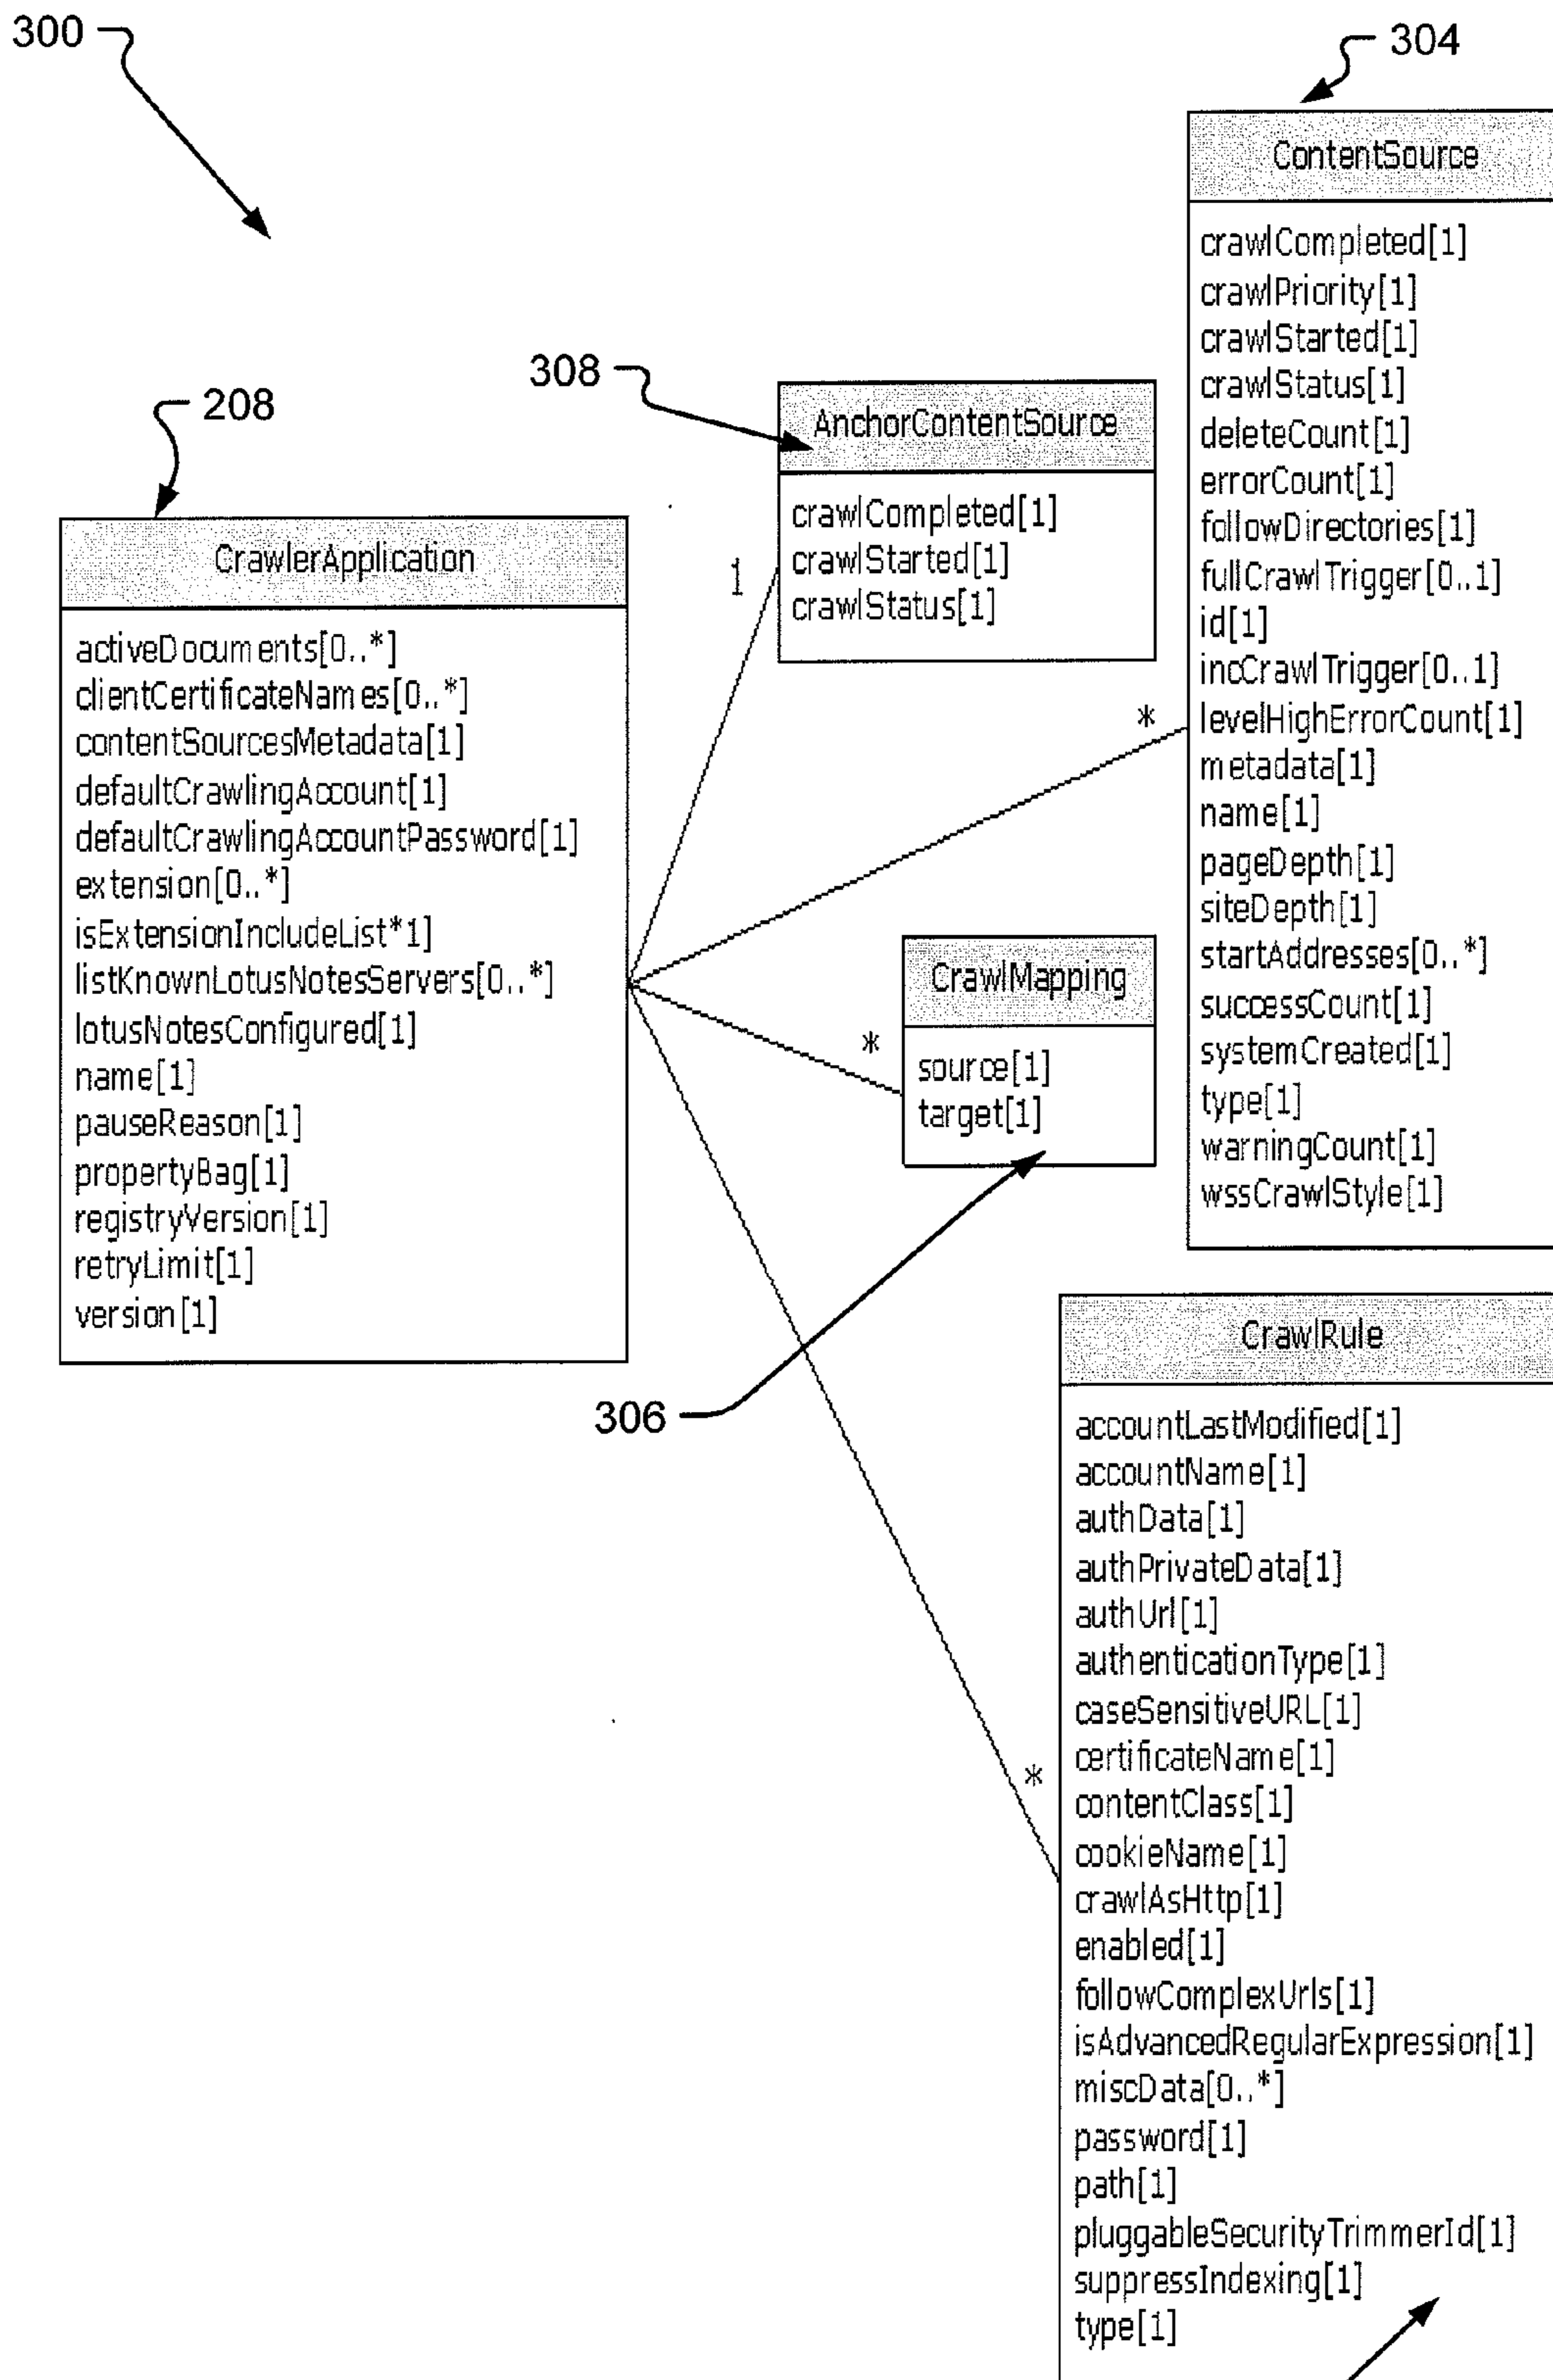 300
304
ContentSource
crawlCompleted[1]
crawlPriority[1]
crawlStarted[1]
crawlStatus[1]
deleteCount[1]
errorCount[1]
followDirectories[1]
fullCrawlTrigger[0..1]
id[1]
incCrawlTrigger[0..1]
levelHighErrorCount[1]
metadata[1]
name[1]
pageDepth[1]
siteDepth[1]
startAddresses[0..*]
successCount[1]
systemCreated[1]
type[1]
warningCount[1]
wssCrawlStyle[1]
308
AnchorContentSource
crawlCompleted[1]
crawlStarted[1]
crawlStatus[1]
208
CrawlerApplication
activeDocuments[0..*]
clientCertificateNames[0..*]
contentSourcesMetadata[1]
defaultCrawlingAccount[1]
defaultCrawlingAccountPassword[1]
extension[0..*]
isExtensionIncludeList*1]
listKnownLotusNotesServers[0..*]
lotusNotesConfigured[1]
name[1]
pauseReason[1]
propertyBag[1]
registryVersion[1]
retryLimit[1]
version[1]
1
*
*
*
CrawlMapping
source[1]
target[1]
306
CrawlRule
accountLastModified[1]
accountName[1]
authData[1]
authPrivateData[1]
authUrl[1]
authenticationType[1]
caseSensitiveURL[1]
certificateName[1]
contentClass[1]
cookieName[1]
crawlAsHttp[1]
enabled[1]
followComplexUrls[1]
isAdvancedRegularExpression[1]
miscData[0..*]
password[1]
path[1]
pluggableSecurityTrimmerId[1]
suppressIndexing[1]
type[1]